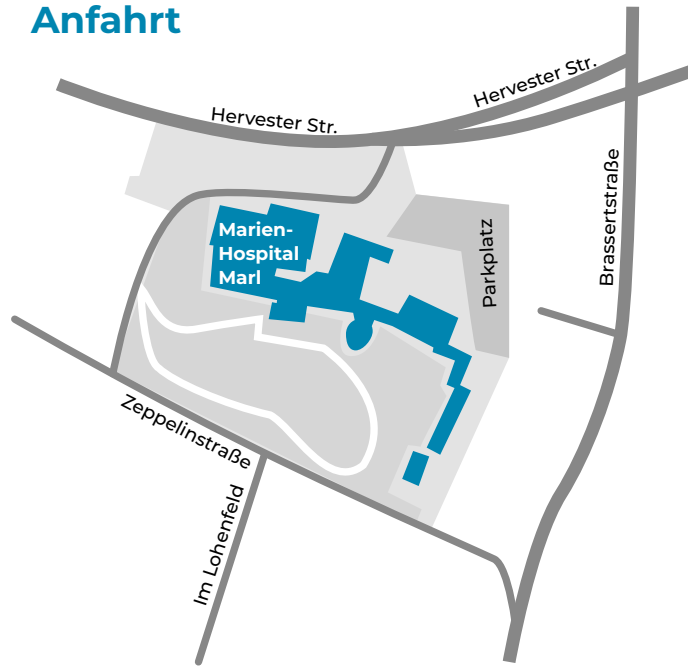 Anfahrt
Hervester Str.
Hervester Str.
Brassertstraße
Marien-
Hospital
Marl
Parkplatz
Zeppelinstraße
Im Lohenfeld